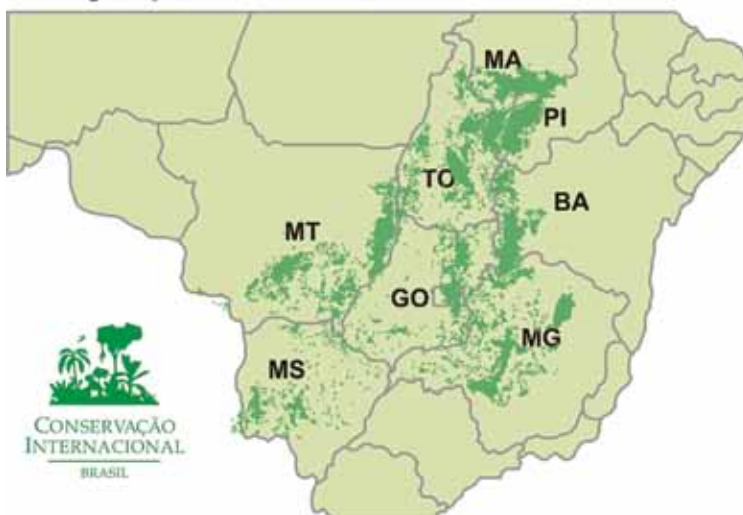 MA
PI
TO
BA
MT
GO
MG
MS
CONSERVAÇÃO
INTERNACIONAL
BRASIL